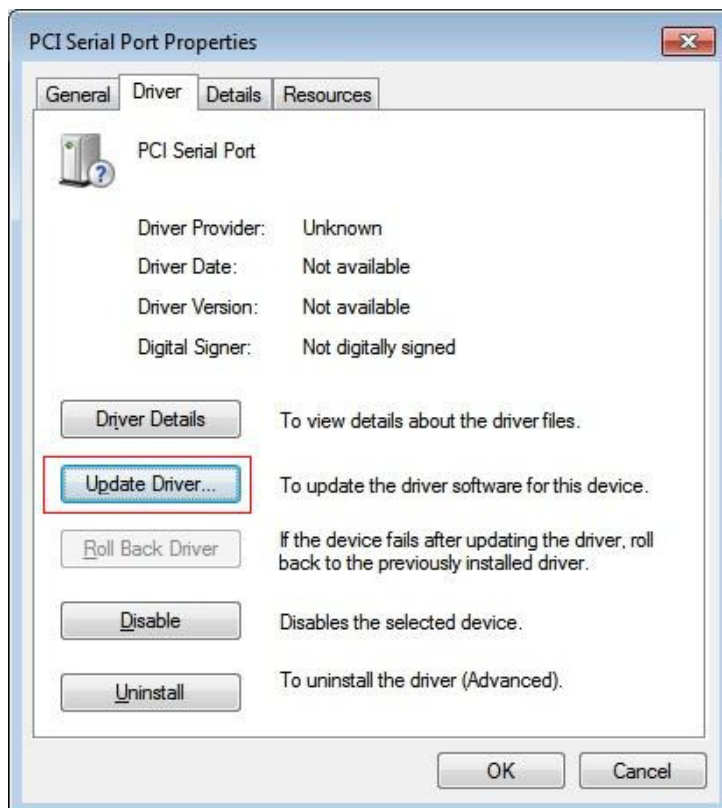 PCI Serial Port Properties
General Driver Details Resources
PCI Serial Port
Driver Provider: Unknown
Driver Date: Not available
Driver Version: Not available
Digital Signer: Not digitally signed
Driver Details To view details about the driver files.
Update Driver... To update the driver software for this device.
Roll Back Driver If the device fails after updating the driver, roll
back to the previously installed driver.
Disable Disables the selected device.
Uninstall To uninstall the driver (Advanced).
OK Cancel